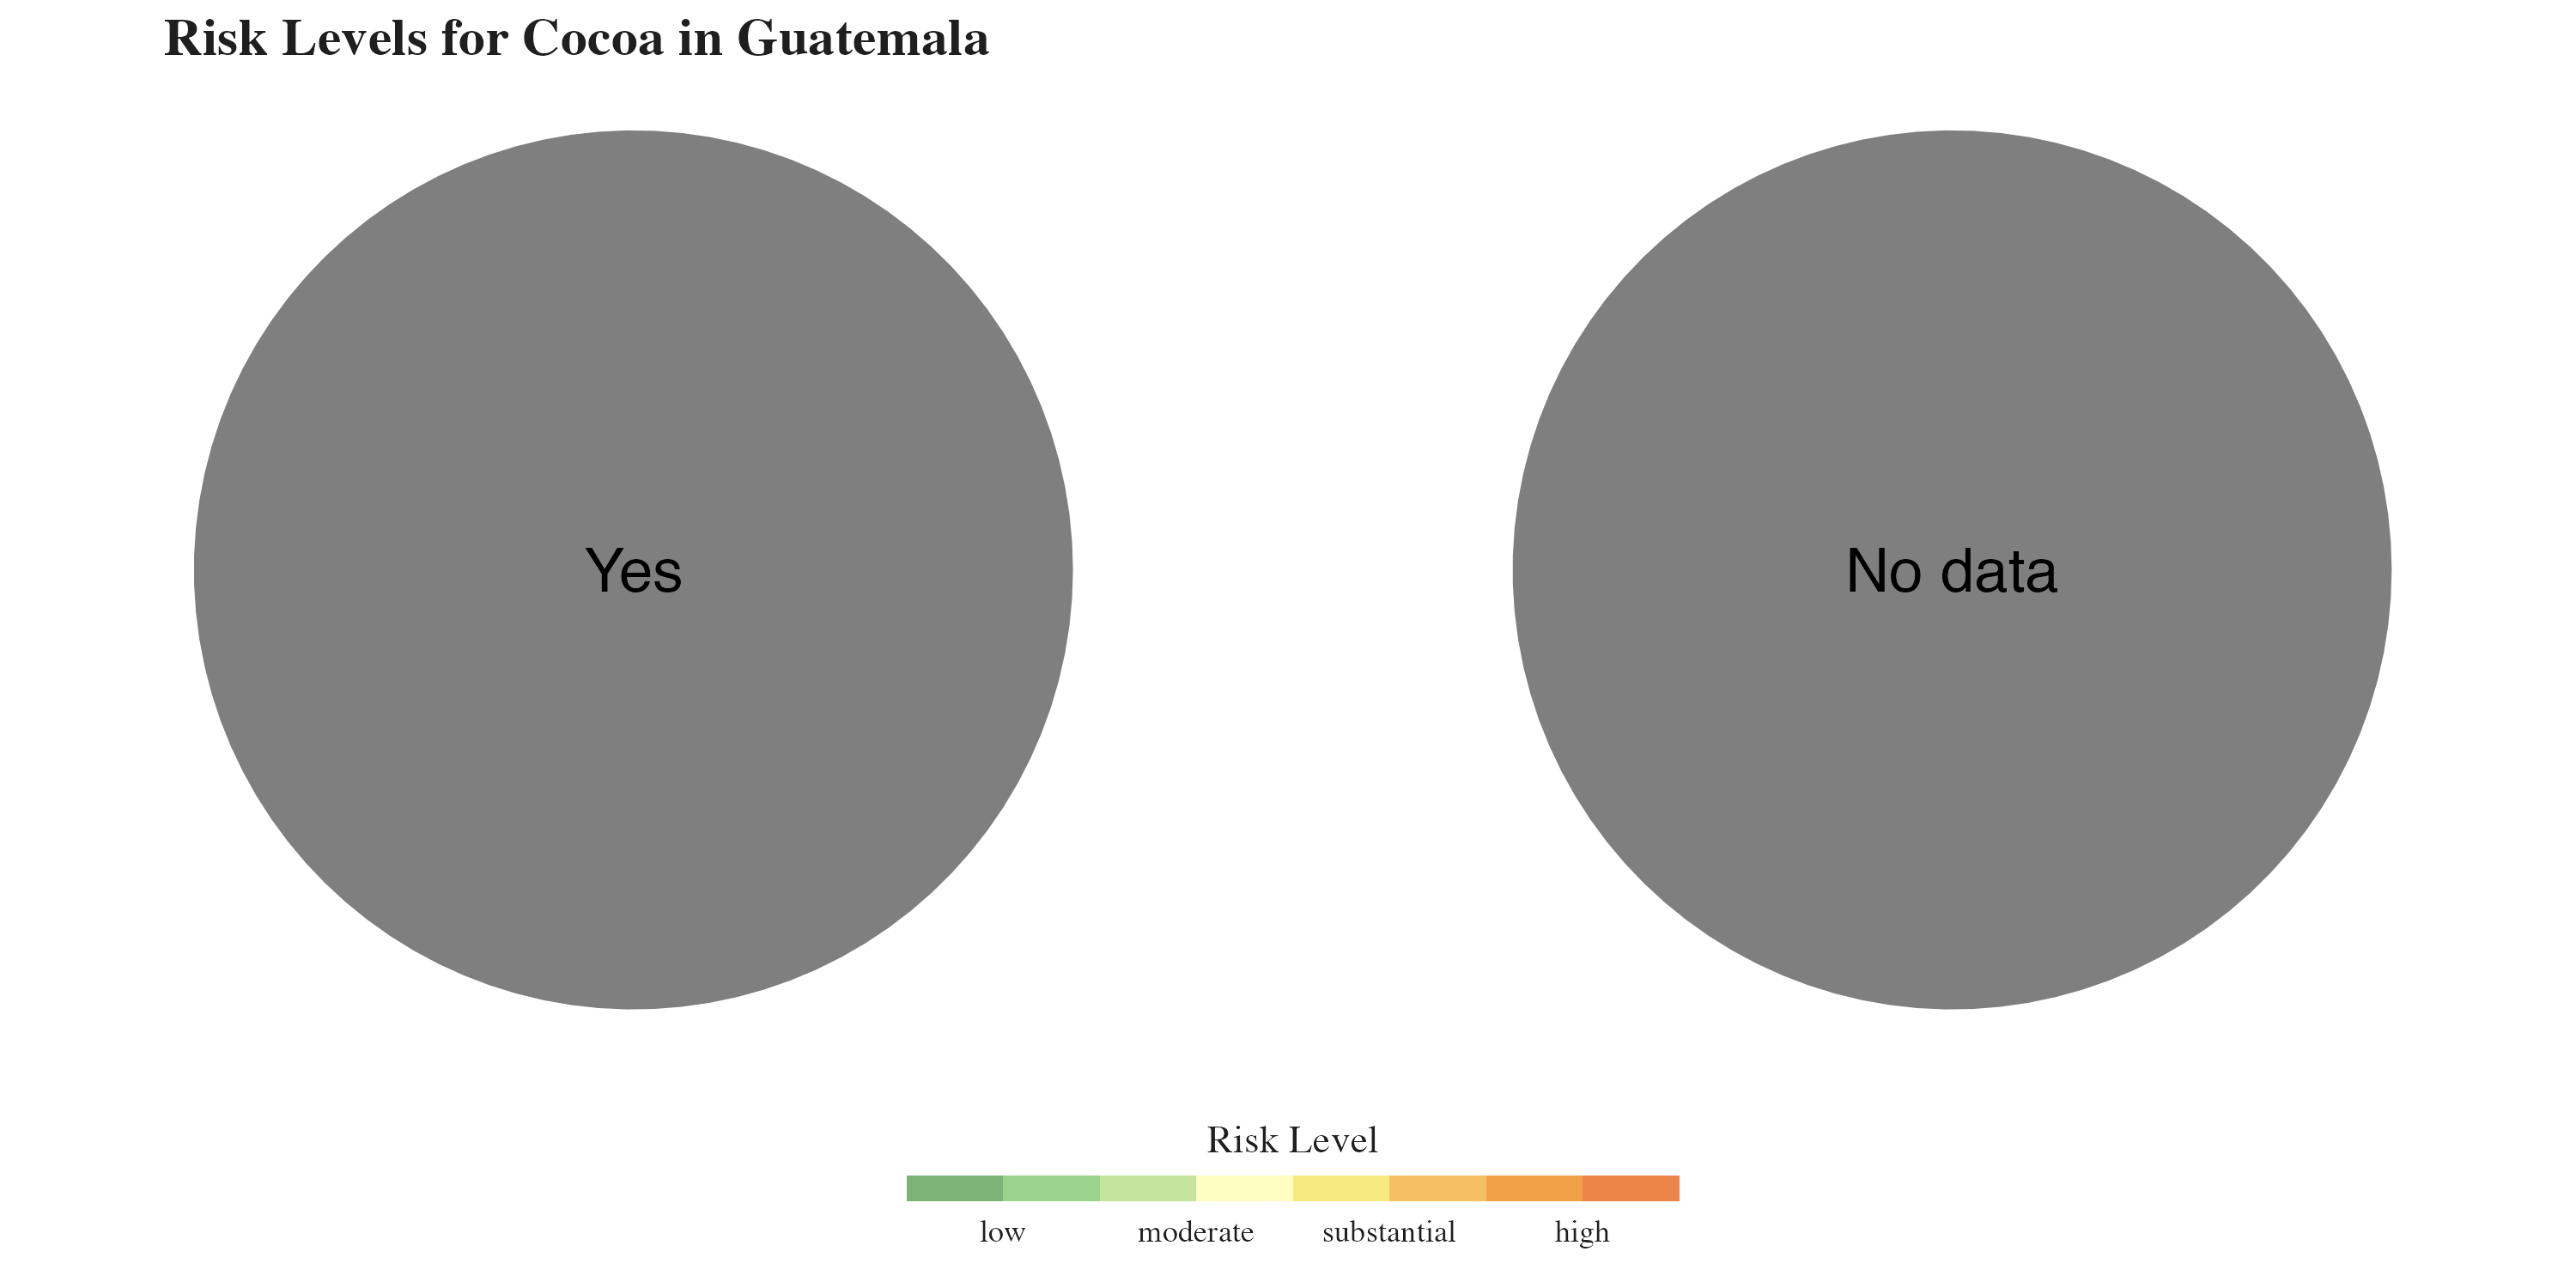 Risk Levels for Cocoa in Guatemala
Yes
No data
Risk Level
low
moderate
substantial
high